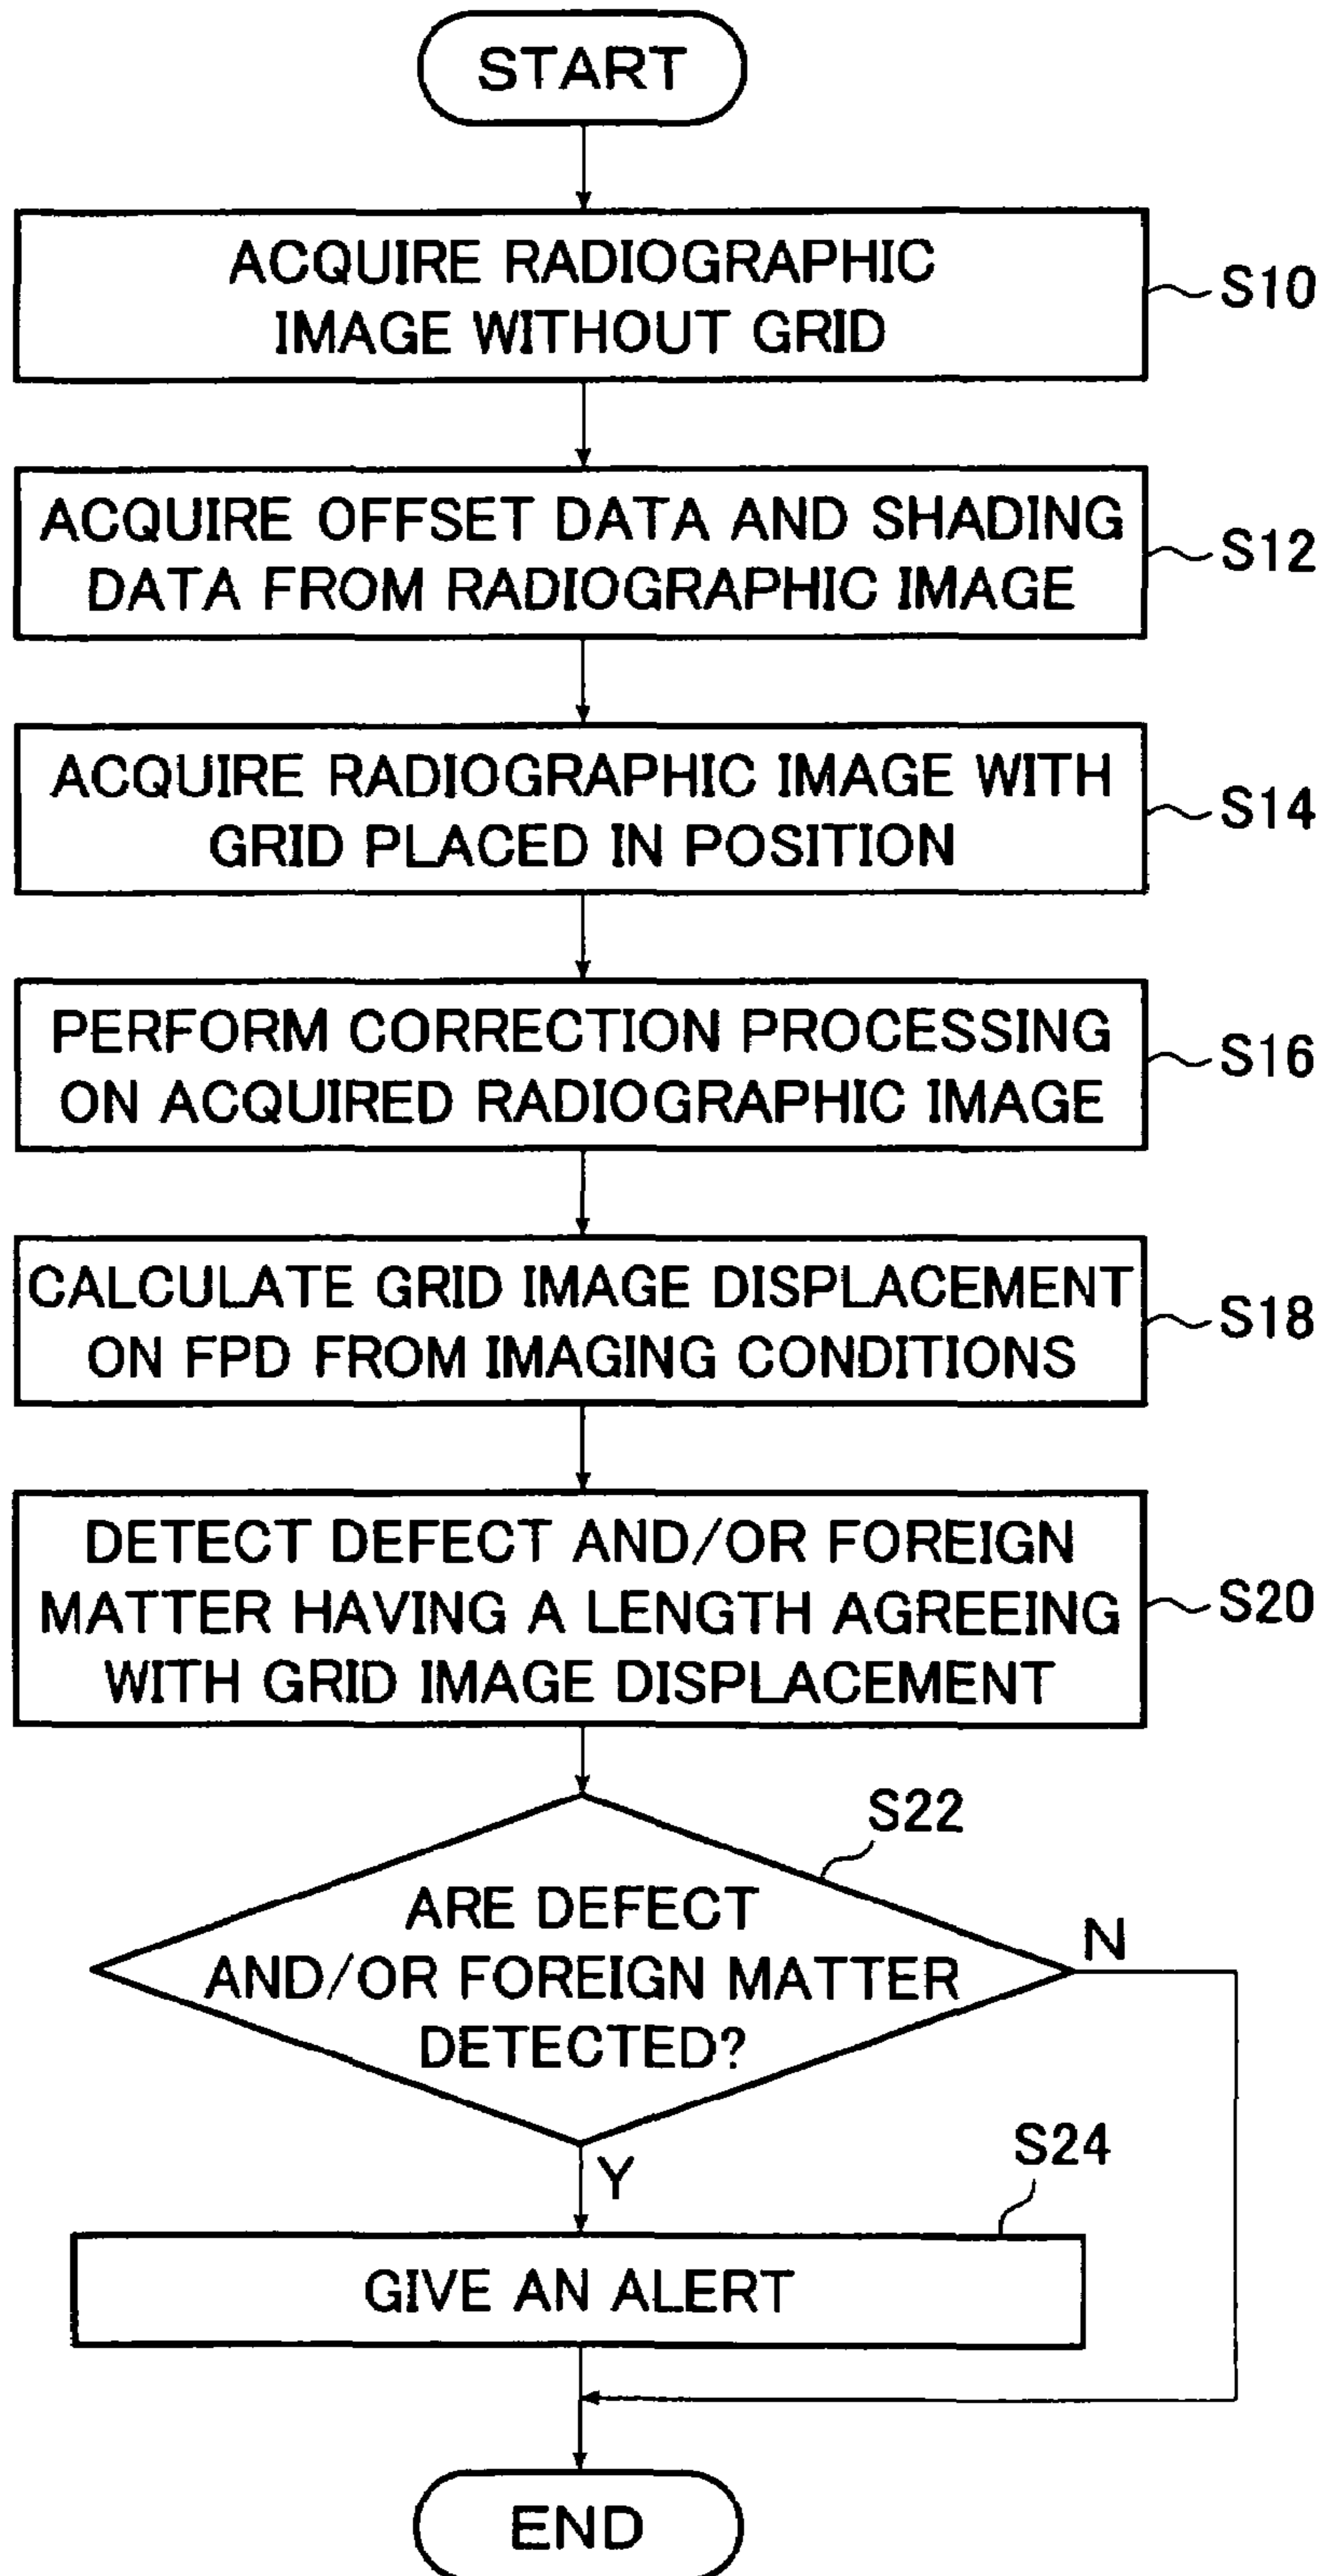 START
ACQUIRE RADIOGRAPHIC
IMAGE WITHOUT GRID
S10
ACQUIRE OFFSET DATA AND SHADING
DATA FROM RADIOGRAPHIC IMAGE
S12
ACQUIRE RADIOGRAPHIC IMAGE WITH
GRID PLACED IN POSITION
S14
PERFORM CORRECTION PROCESSING
ON ACQUIRED RADIOGRAPHIC IMAGE
S16
CALCULATE GRID IMAGE DISPLACEMENT
ON FPD FROM IMAGING CONDITIONS
S18
DETECT DEFECT AND/OR FOREIGN
MATTER HAVING A LENGTH AGREEING
WITH GRID IMAGE DISPLACEMENT
S20
S22
ARE DEFECT
AND/OR FOREIGN MATTER
DETECTED?
N
Y
S24
GIVE AN ALERT
END